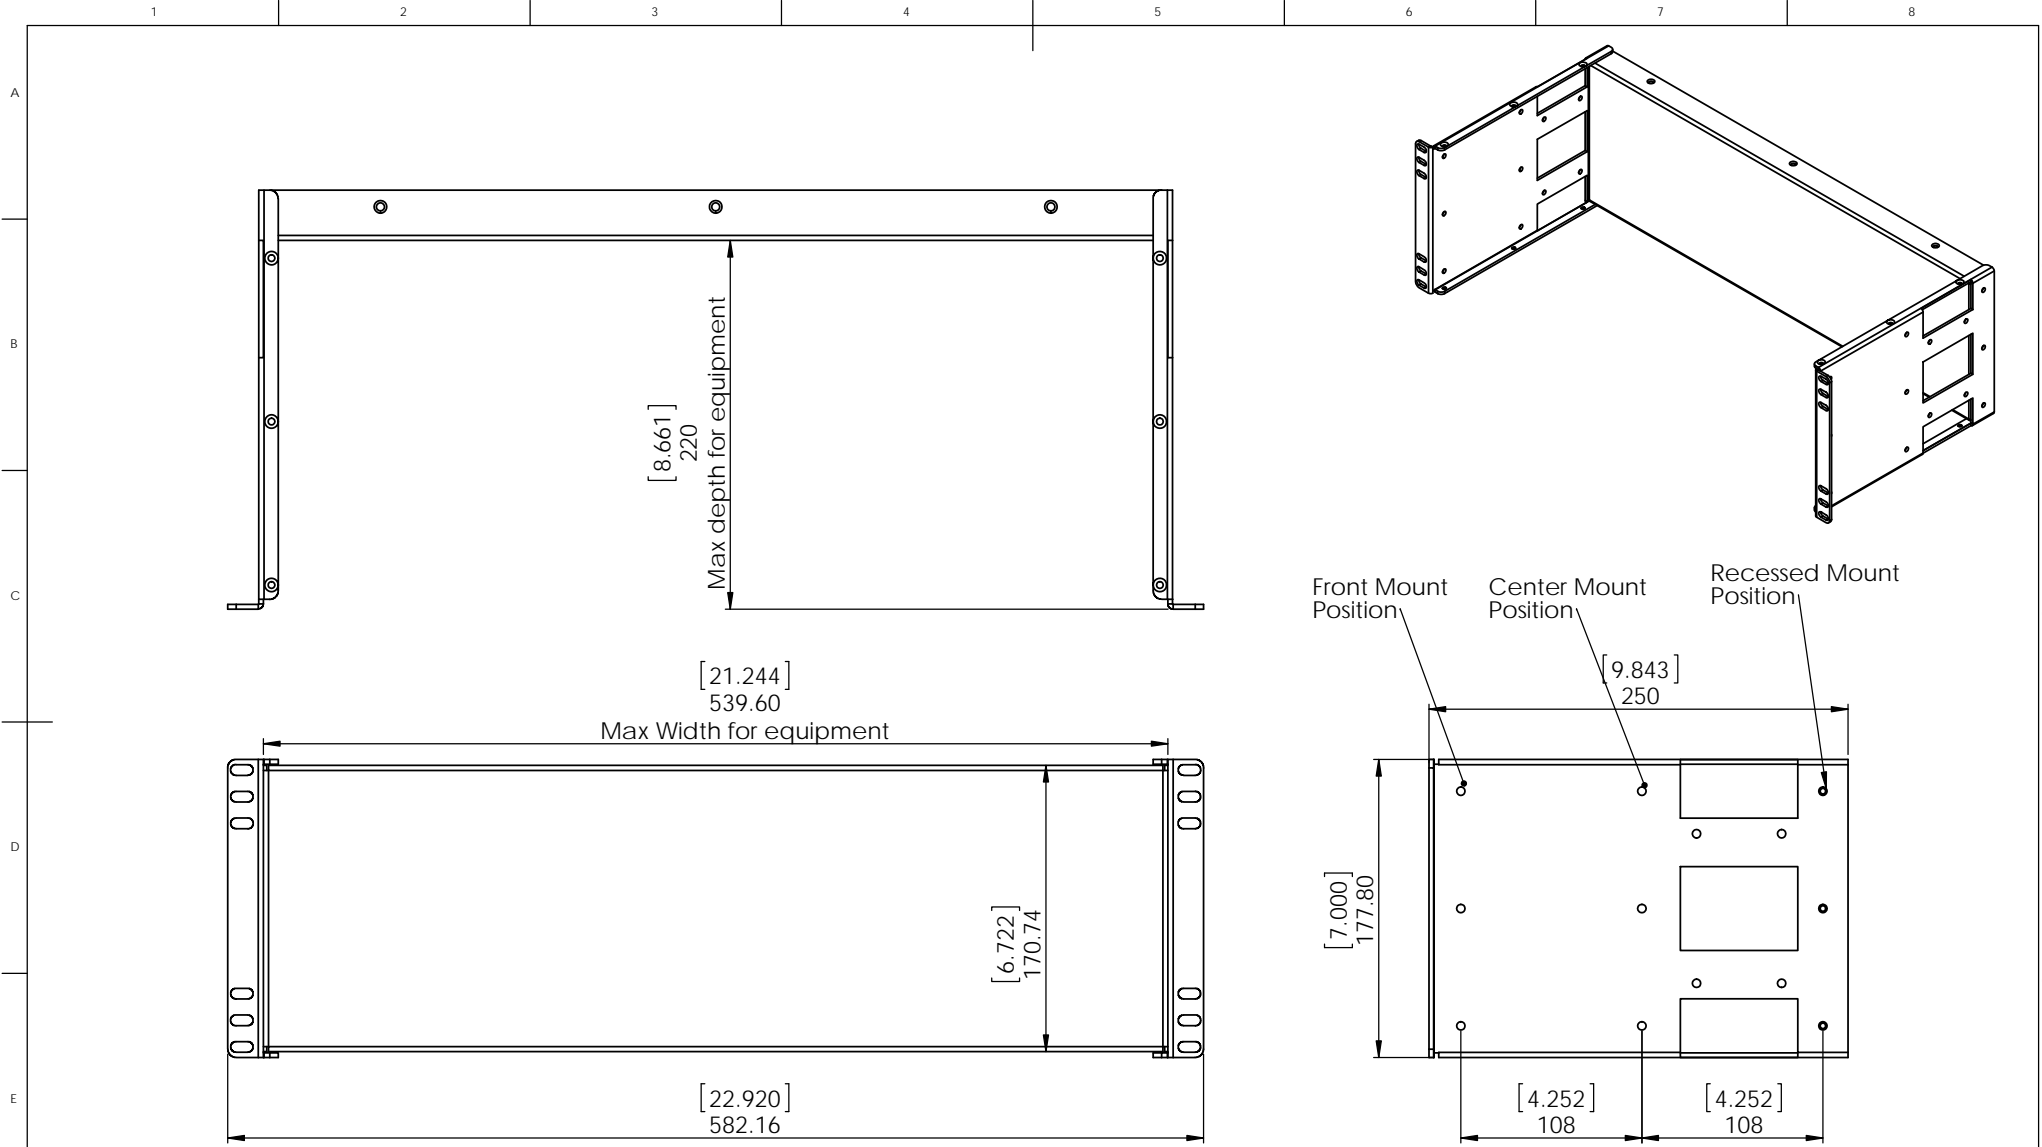 1 2 3 4 5 6 7 8
A
B
C
D
E
[8.661]
220
Max depth for equipment
Front Mount
Position
Center Mount
Position
Recessed Mount
Position
[21.244]
539.60
Max Width for equipment
[9.843]
250
[6.722]
170.74
[7.000]
177.80
[22.920]
582.16
[4.252]
108
[4.252]
108